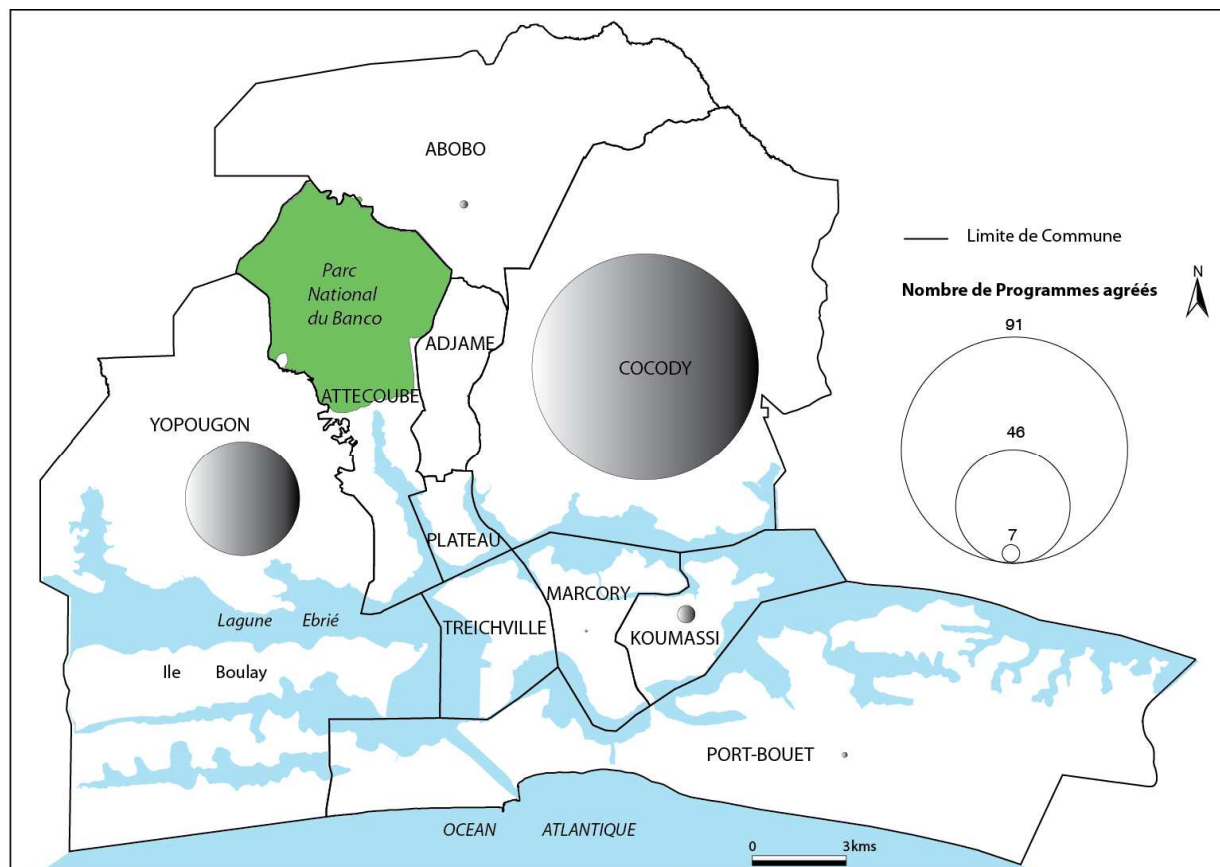 ABOBO
Parc
National
du Banco
ADJAME
ATTECOUBE
YOPOUGON
COCODY
PLATEAU
MARCORY
TREICHVILLE
KOUMASSI
Lagune Ebrié
Ile Boulay
PORT-BOUET
OCEAN ATLANTIQUE
0 3kms
Limite de Commune
Nombre de Programmes agréés
N
91
46
7